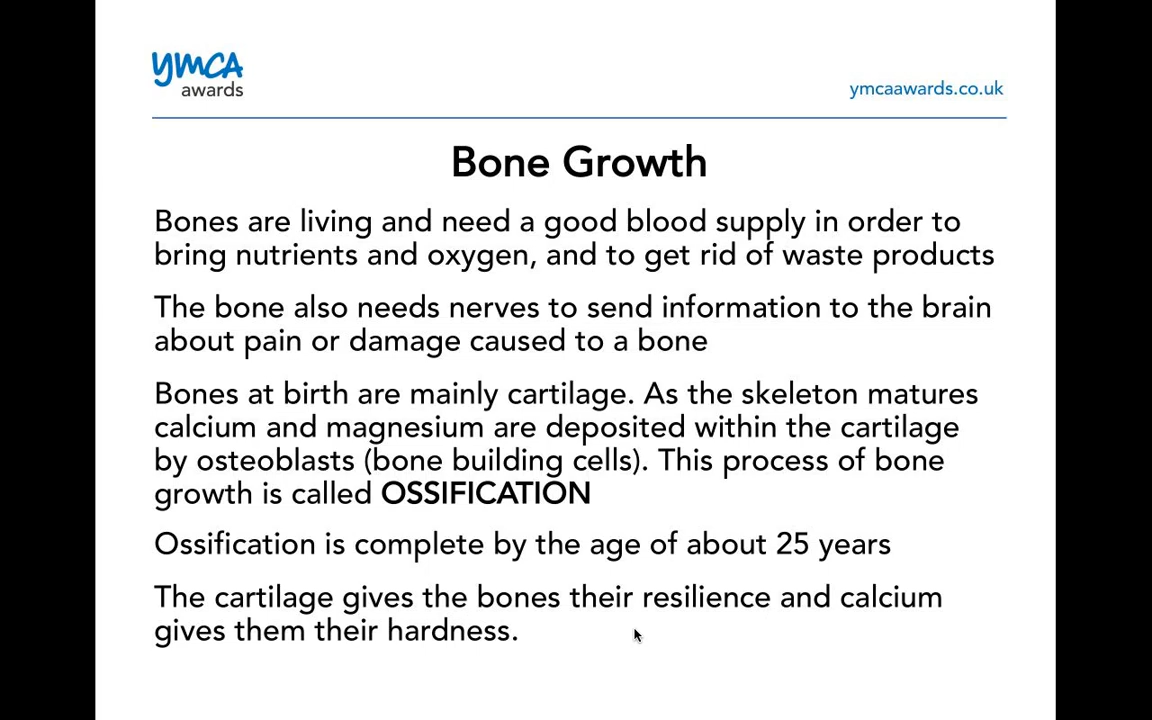 ymca
awards
ymcaawards.co.uk
Bone Growth
Bones are living and need a good blood supply in order to
bring nutrients and oxygen, and to get rid of waste products
The bone also needs nerves to send information to the brain
about pain or damage caused to a bone
Bones at birth are mainly cartilage. As the skeleton matures
calcium and magnesium are deposited within the cartilage
by osteoblasts (bone building cells). This process of bone
growth is called OSSIFICATION
Ossification is complete by the age of about 25 years
The cartilage gives the bones their resilience and calcium
gives them their hardness.